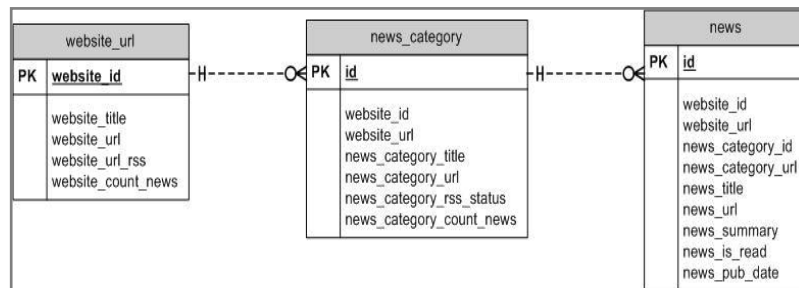 website_url
PK website_id
website_title
website_url
website_url_rss
website_count_news
news_category
PK id
website_id
website_url
news_category_title
news_category_url
news_category_rss_status
news_category_count_news
news
PK id
website_id
website_url
news_category_id
news_category_url
news_title
news_url
news_summary
news_is_read
news_pub_date